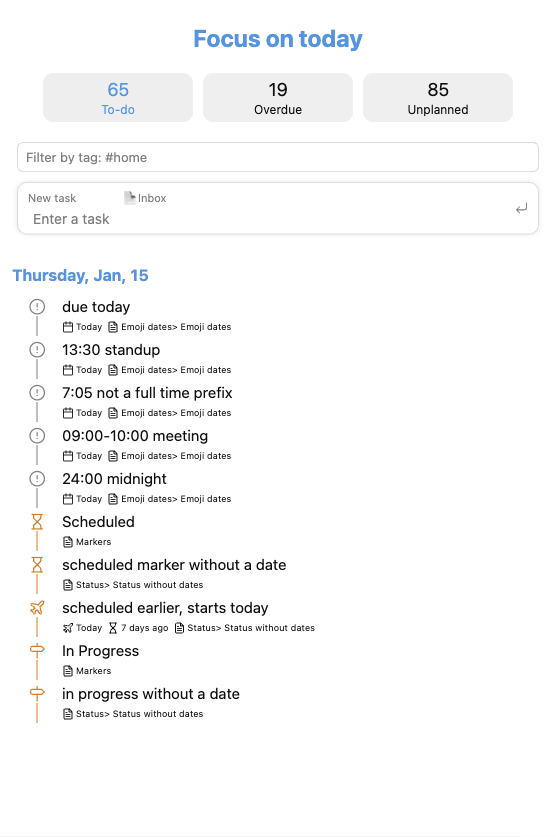 Focus on today
65 19 85
To-do Overdue Unplanned
Filter by tag: #home
New task Inbox
Enter a task
Thursday, Jan, 15
due today
Today Emoji dates> Emoji dates
13:30 standup
Today Emoji dates> Emoji dates
7:05 not a full time prefix
Today Emoji dates> Emoji dates
09:00-10:00 meeting
Today Emoji dates> Emoji dates
24:00 midnight
Today Emoji dates> Emoji dates
Scheduled
Markers
scheduled marker without a date
Status> Status without dates
scheduled earlier, starts today
Today 7 days ago Status> Status without dates
In Progress
Markers
in progress without a date
Status> Status without dates